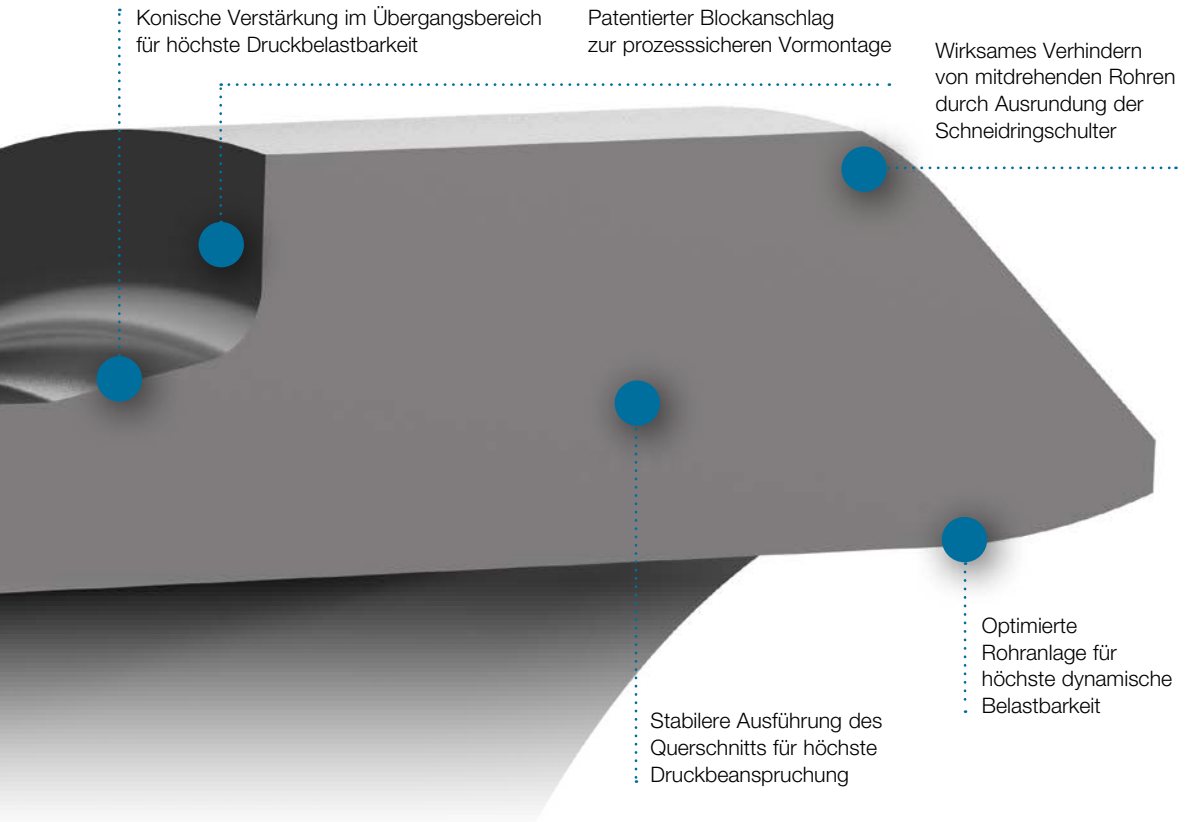 Konische Verstärkung im Übergangsbereich
für höchste Druckbelastbarkeit
Patentierter Blockanschlag
zur prozesssicheren Vormontage
Wirksames Verhindern
von mitdrehenden Rohren
durch Ausrundung der
Schneidringschulter
Optimierte
Rohranlage für
höchste dynamische
Belastbarkeit
Stabilere Ausführung des
Querschnitts für höchste
Druckbeanspruchung